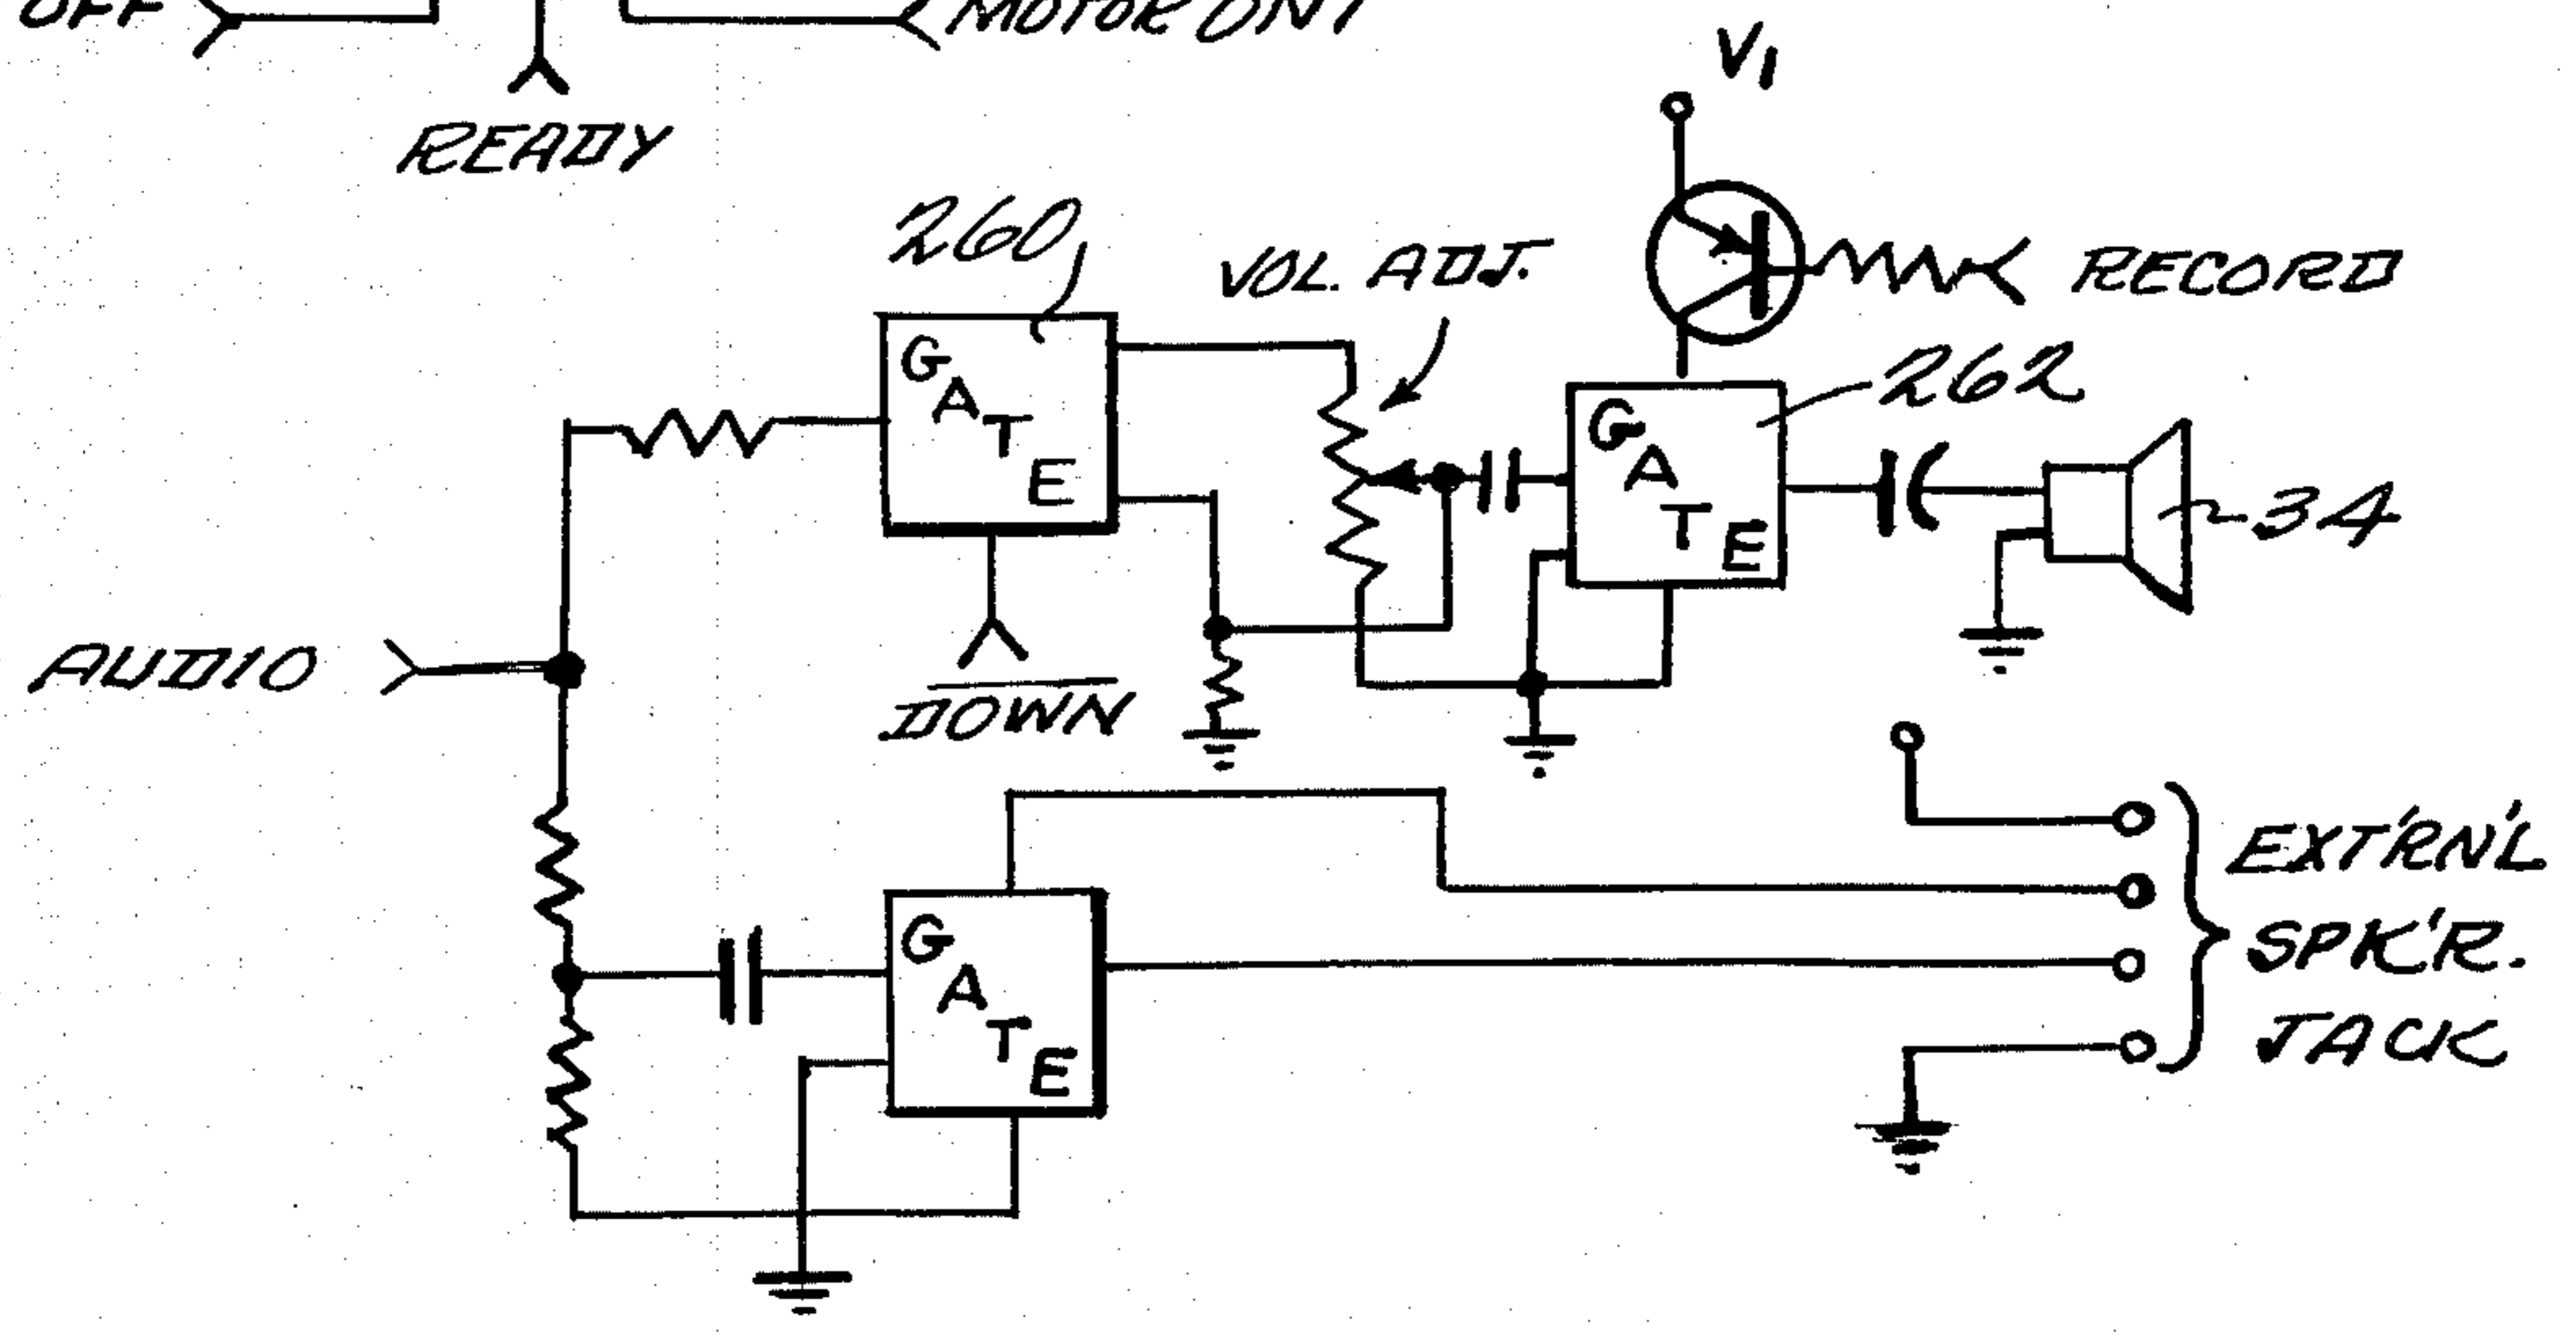 OFF
MOTOR ON 1
READY
V1
260
VOL. ADJ.
RECORD
GATE
262
GATE
34
AUDIO
DOWN
GATE
EXT'RN'L
SPK'R.
JACK